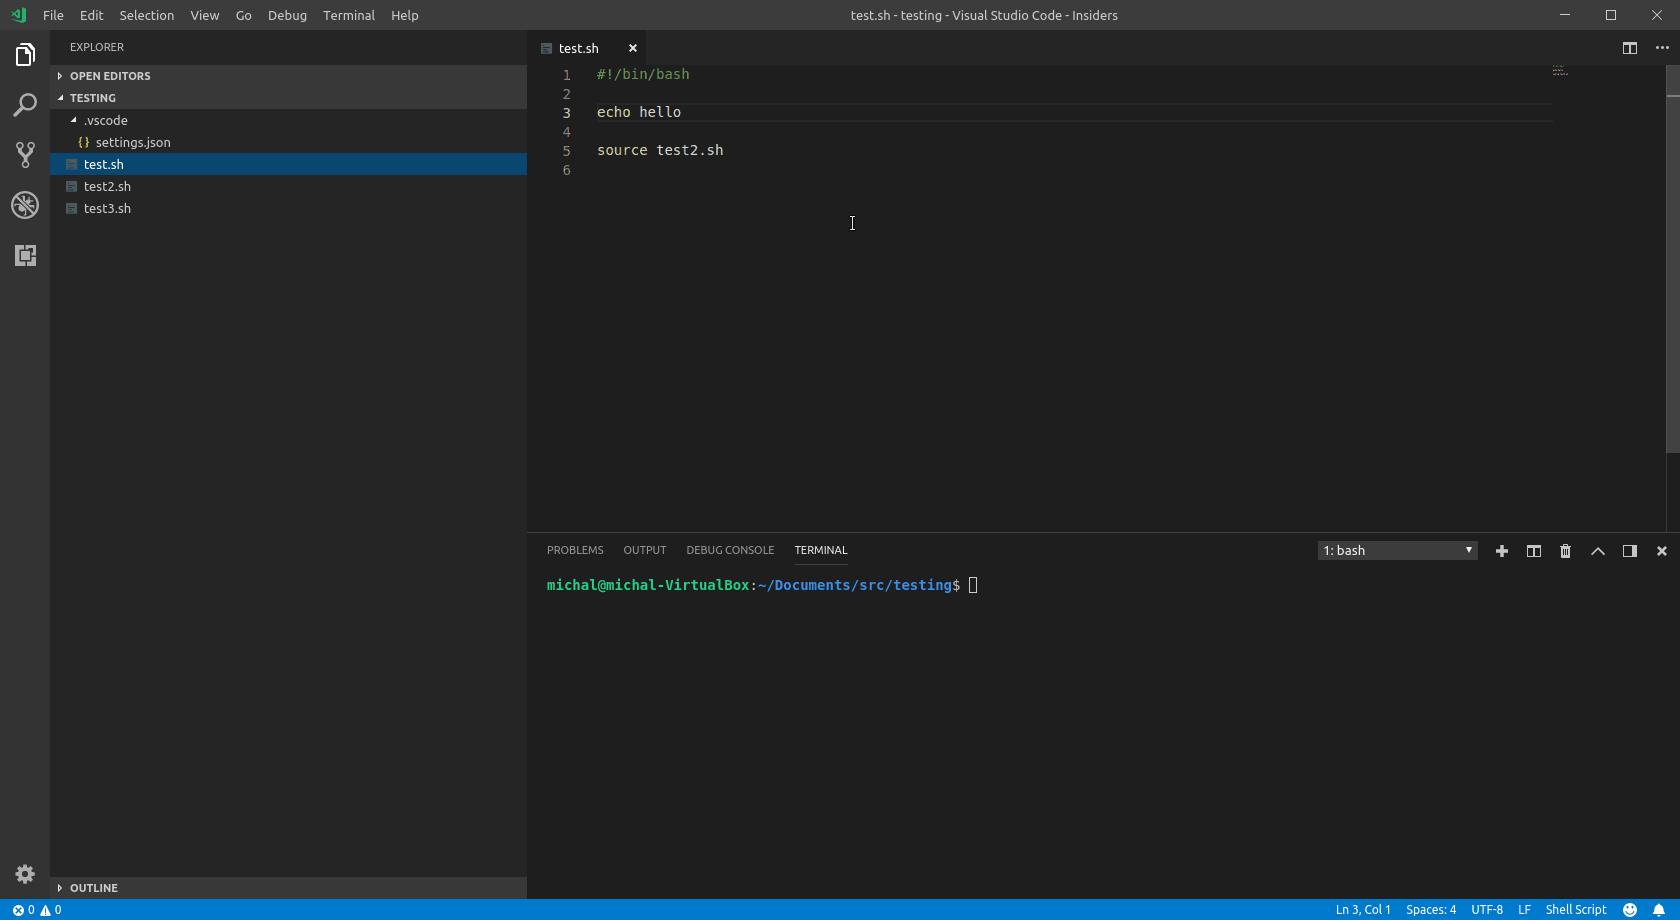 File Edit Selection View Go Debug Terminal Help
test.sh - testing - Visual Studio Code - Insiders
EXPLORER
OPEN EDITORS
TESTING
.vscode
{} settings.json
test.sh
test2.sh
test3.sh
OUTLINE
test.sh
1 #!/bin/bash
2
3 echo hello
4
5 source test2.sh
6
PROBLEMS OUTPUT DEBUG CONSOLE TERMINAL
1: bash
michal@michal-VirtualBox:~/Documents/src/testing$
0 0
Ln 3, Col 1 Spaces: 4 UTF-8 LF Shell Script